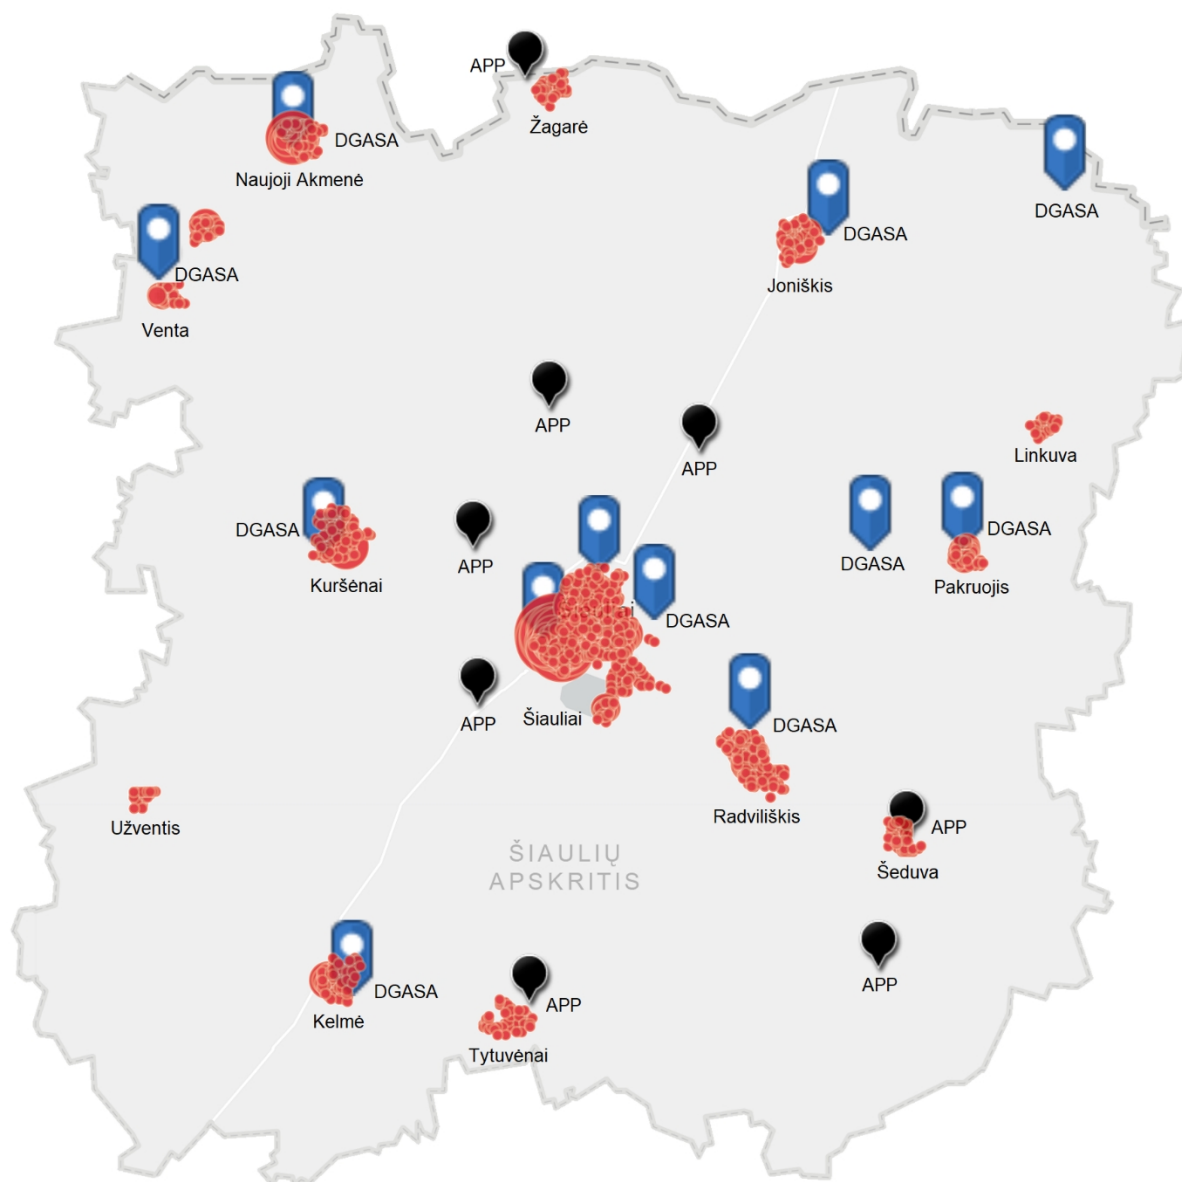 APP
Žagarė
DGASA
Naujoji Akmenė
DGASA
DGASA
Joniškis
DGASA
Venta
APP
APP
Linkuva
DGASA
Kuršėnai
APP
DGASA
DGASA
Pakruojis
DGASA
APP
Šiauliai
DGASA
Radviliškis
Užventis
APP
Šeduva
ŠIAULIŲ
APSKRITIS
DGASA
Kelmė
APP
Tytuvėnai
APP